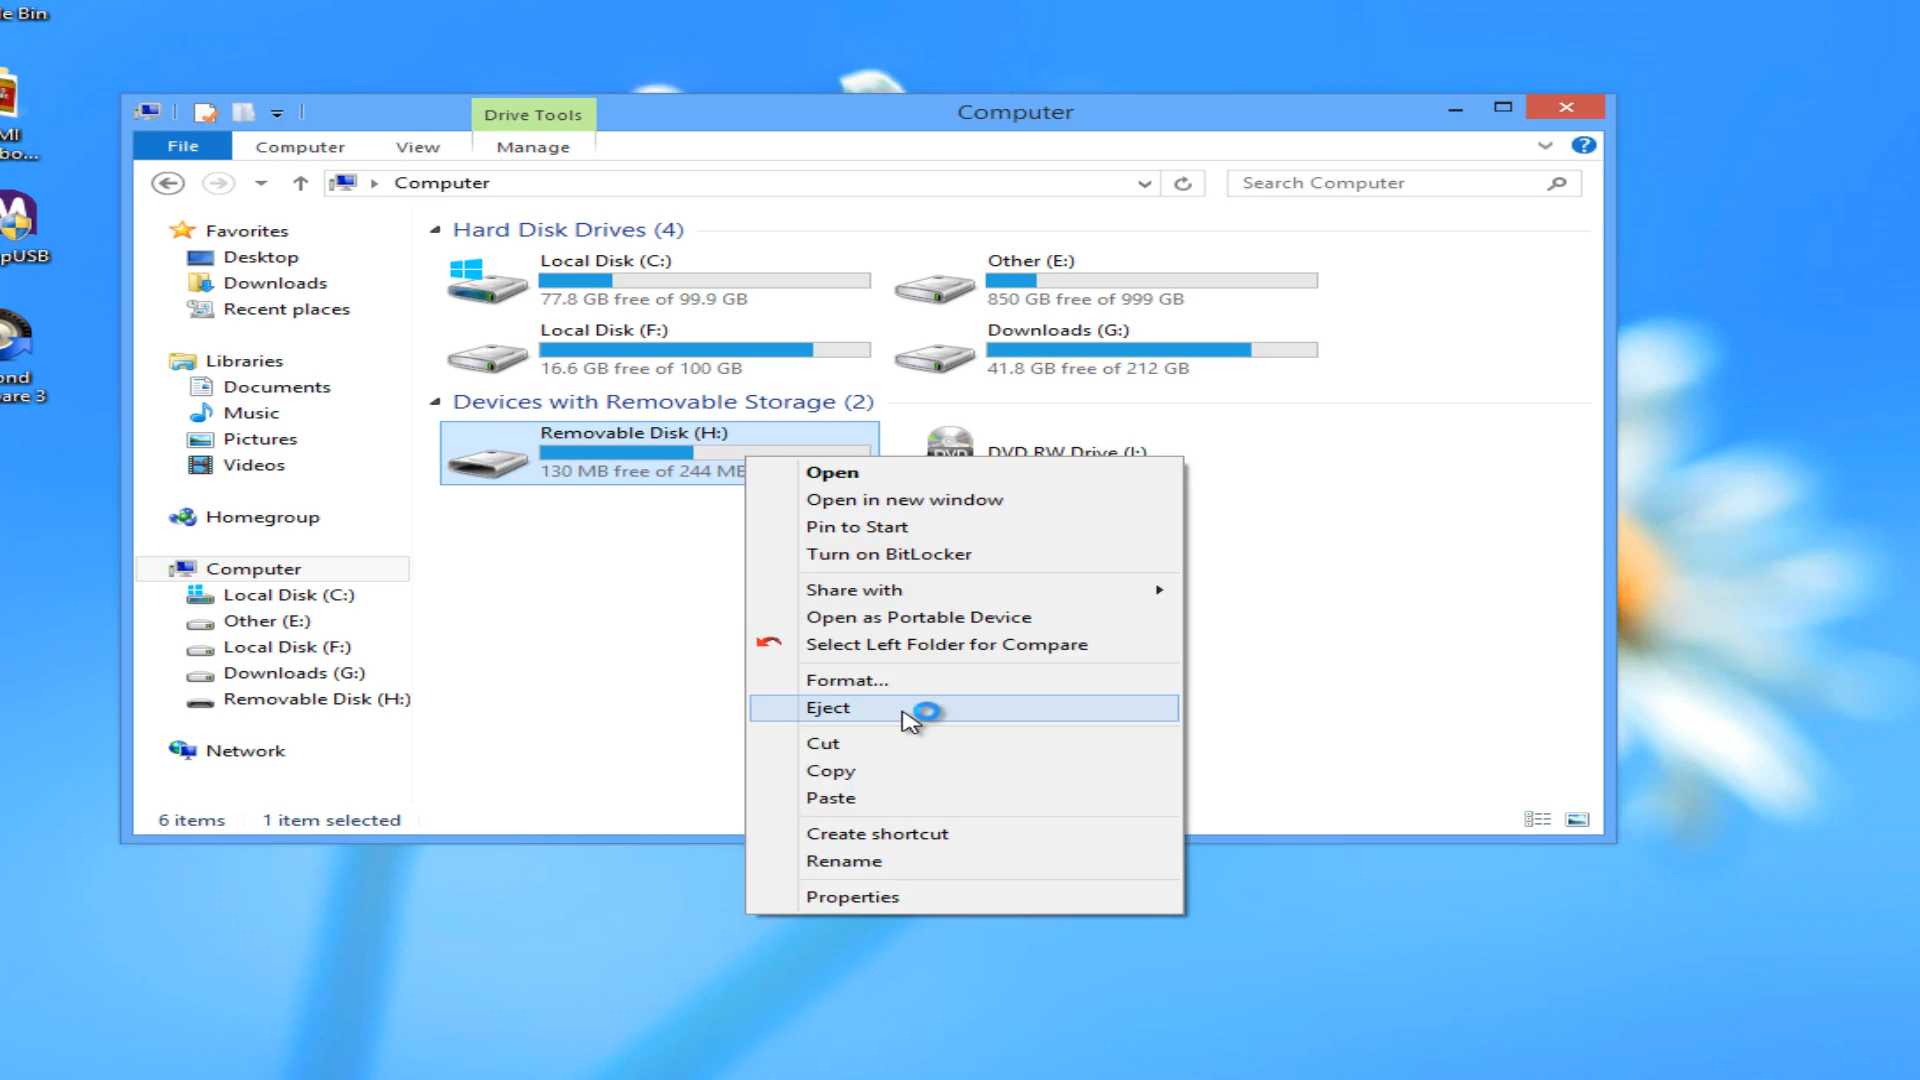 le Bin
MI
bo...
pUSB
ond
are 3
Drive Tools
Computer
File
Computer
View
Manage
Computer
Search Computer
Favorites
Desktop
Downloads
Recent places
Libraries
Documents
Music
Pictures
Videos
Homegroup
Computer
Local Disk (C:)
Other (E:)
Local Disk (F:)
Downloads (G:)
Removable Disk (H:)
Network
Hard Disk Drives (4)
Local Disk (C:)
77.8 GB free of 99.9 GB
Other (E:)
850 GB free of 999 GB
Local Disk (F:)
16.6 GB free of 100 GB
Downloads (G:)
41.8 GB free of 212 GB
Devices with Removable Storage (2)
Removable Disk (H:)
130 MB free of 244 MB
DVD RW Drive (I:)
Open
Open in new window
Pin to Start
Turn on BitLocker
Share with
Open as Portable Device
Select Left Folder for Compare
Format...
Eject
Cut
Copy
Paste
Create shortcut
Rename
Properties
6 items
1 item selected